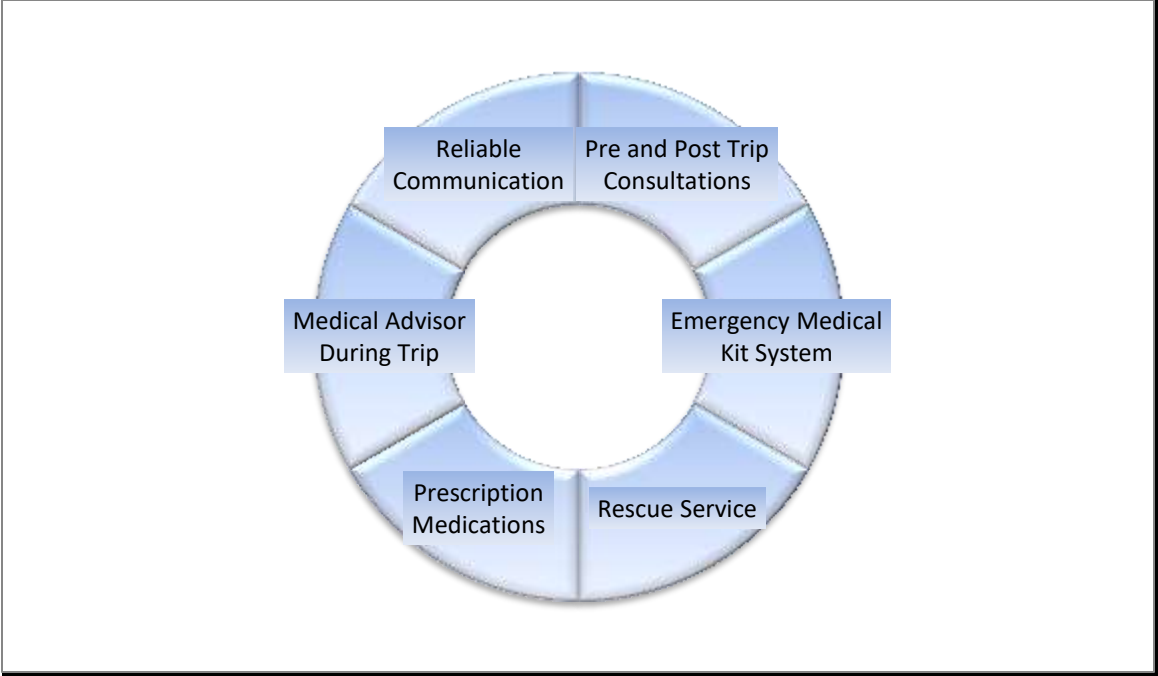 Reliable
Communication
Pre and Post Trip
Consultations
Medical Advisor
During Trip
Emergency Medical
Kit System
Prescription
Medications
Rescue Service